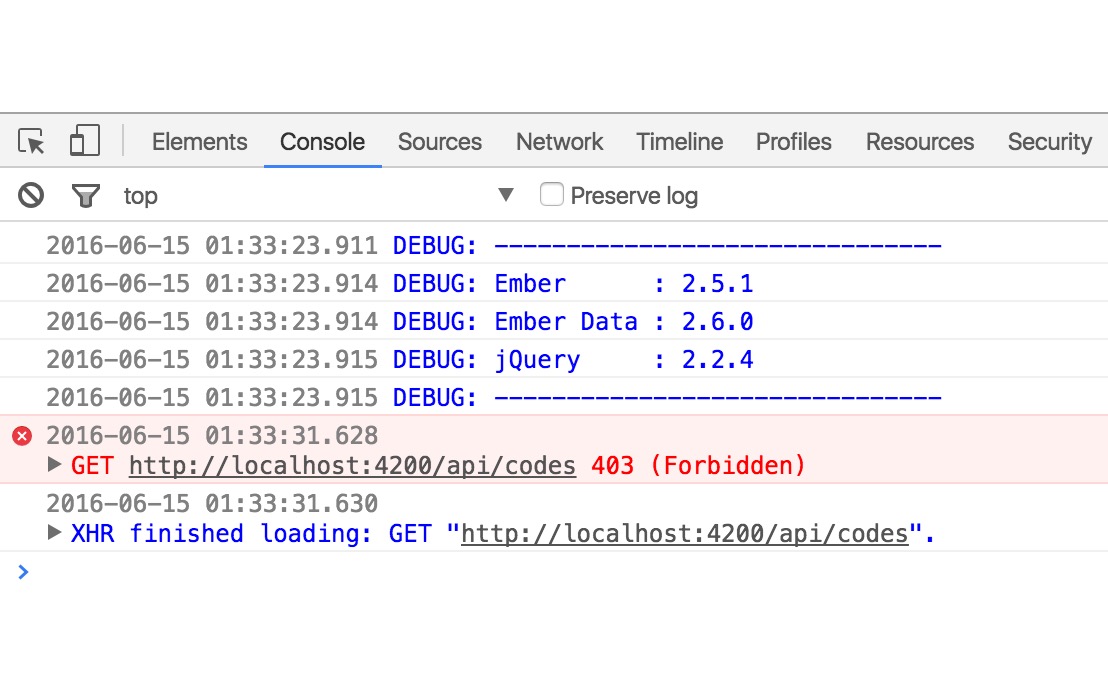 Elements Console Sources Network Timeline Profiles Resources Security
top ▼ Preserve log
2016-06-15 01:33:23.911 DEBUG: -------------------------------
2016-06-15 01:33:23.914 DEBUG: Ember      : 2.5.1
2016-06-15 01:33:23.914 DEBUG: Ember Data : 2.6.0
2016-06-15 01:33:23.915 DEBUG: jQuery     : 2.2.4
2016-06-15 01:33:23.915 DEBUG: -------------------------------
2016-06-15 01:33:31.628
GET http://localhost:4200/api/codes 403 (Forbidden)
2016-06-15 01:33:31.630
XHR finished loading: GET "http://localhost:4200/api/codes".